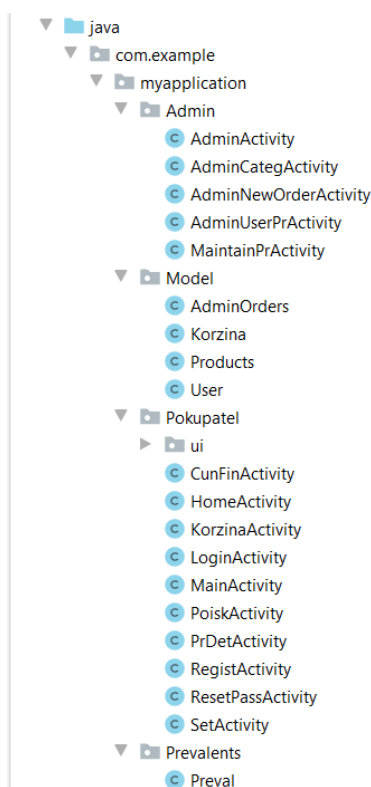 java
com.example
myapplication
Admin
AdminActivity
AdminCategActivity
AdminNewOrderActivity
AdminUserPrActivity
MaintainPrActivity
Model
AdminOrders
Korzina
Products
User
Pokupatel
ui
CunFinActivity
HomeActivity
KorzinaActivity
LoginActivity
MainActivity
PoiskActivity
PrDetActivity
RegistActivity
ResetPassActivity
SetActivity
Prevalents
Preval